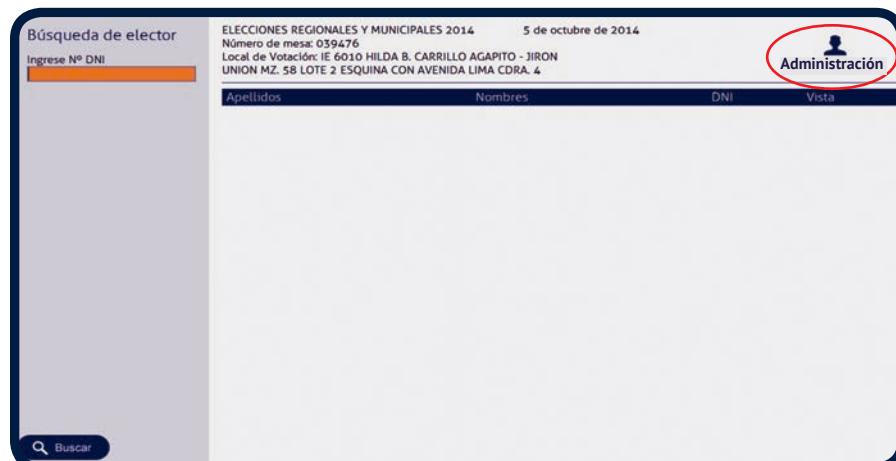 Búsqueda de elector
Ingrese Nº DNI
Buscar
ELECCIONES REGIONALES Y MUNICIPALES 2014 5 de octubre de 2014
Número de mesa: 039476
Local de Votación: IE 6010 HILDA B. CARRILLO AGAPITO - JIRON
UNION MZ. 58 LOTE 2 ESQUINA CON AVENIDA LIMA CDRA. 4
Administración
Apellidos Nombres DNI Vista